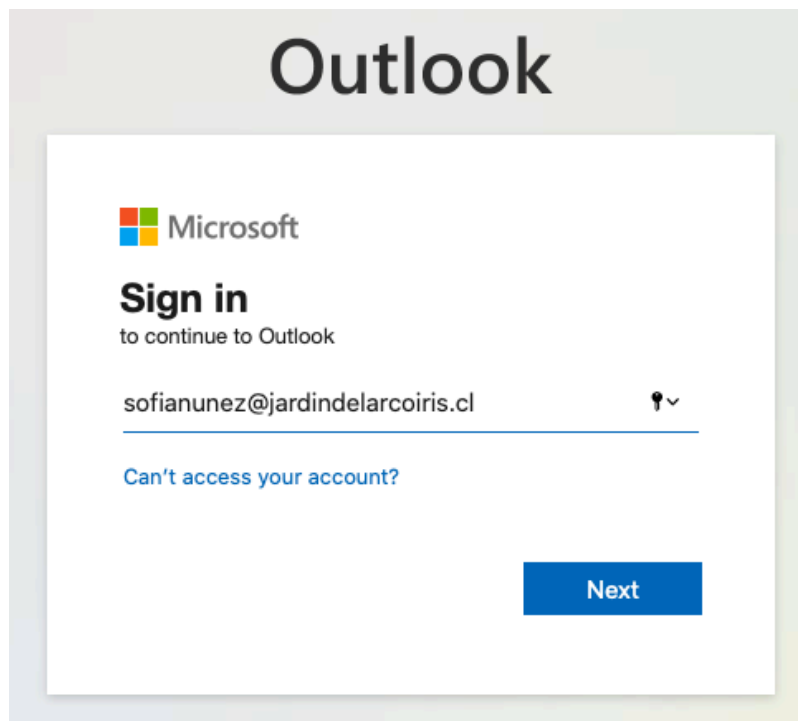 Outlook
Microsoft
Sign in
to continue to Outlook
sofianunez@jardindelarcoiris.cl
Can't access your account?
Next